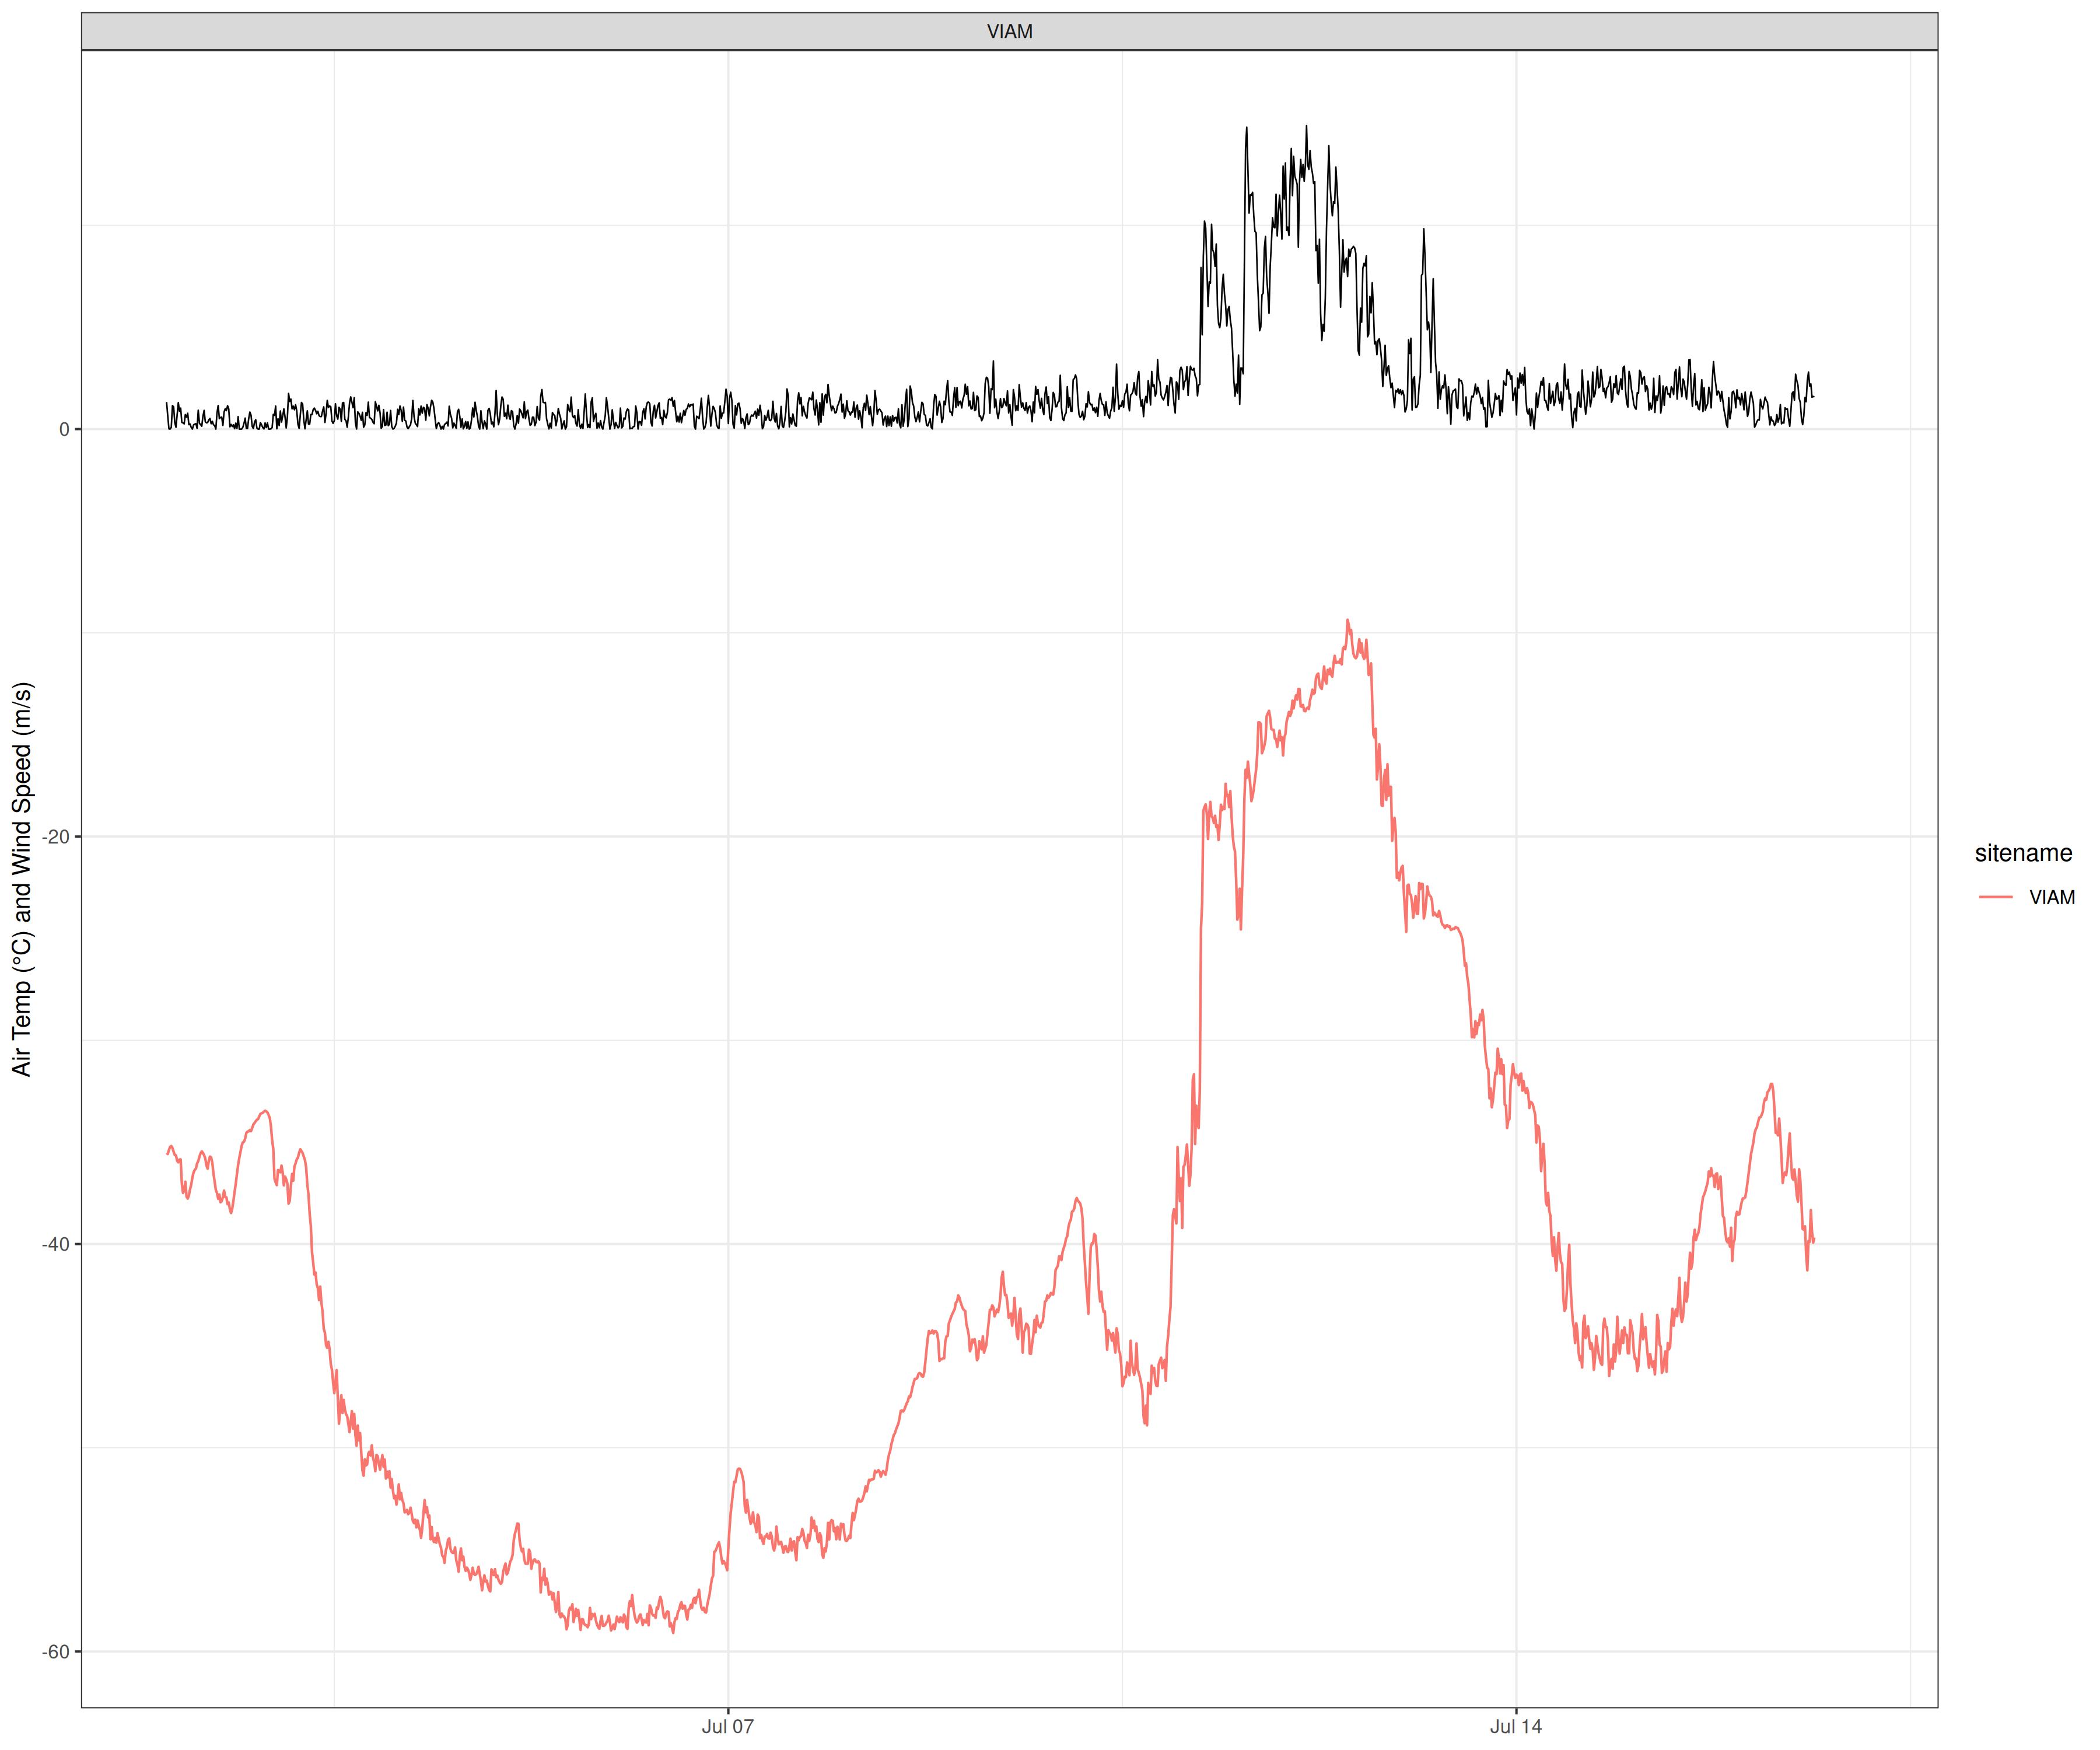 VIAM
Air Temp (°C) and Wind Speed (m/s)
0
-20
-40
-60
Jul 07
Jul 14
sitename
VIAM